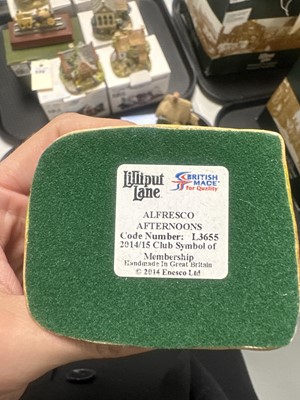 Lilliput
Lane
BRITISH
MADE
for Quality
ALFRESCO
AFTERNOONS
Code Number: L3655
2014/15 Club Symbol of
Membership
Handmade In Great Britain
© 2014 Enesco Ltd